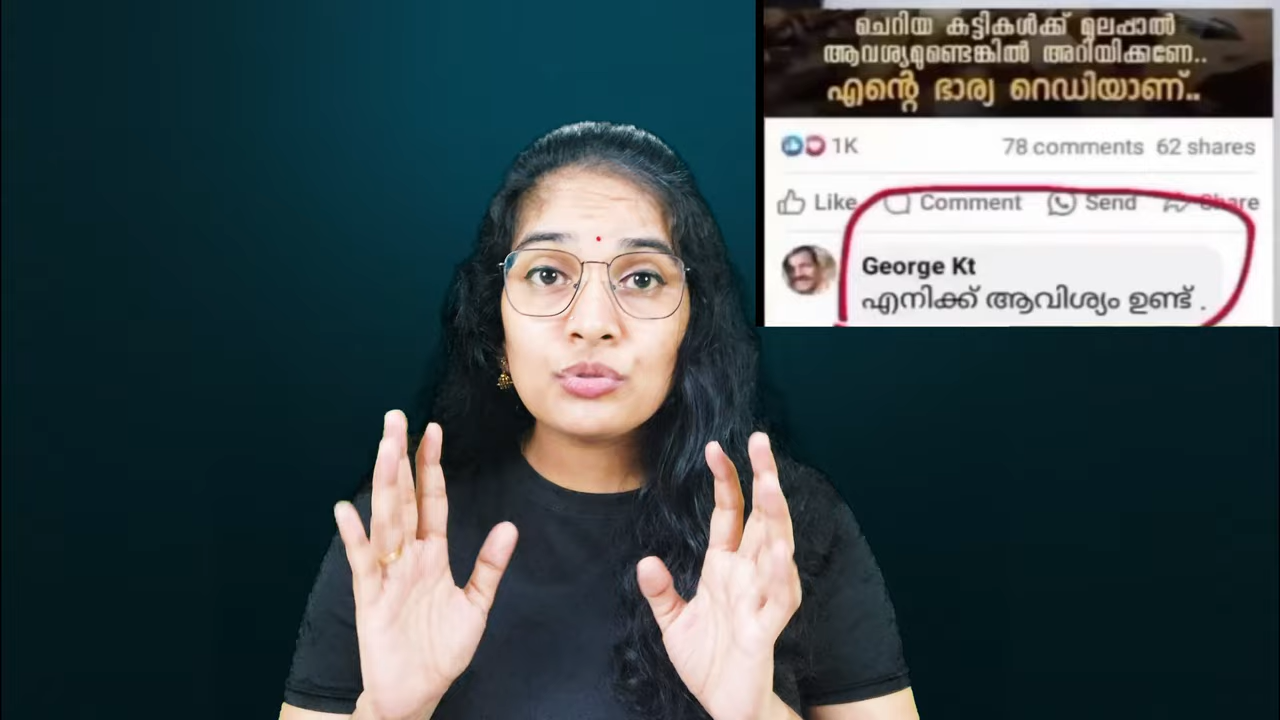 ചെറിയ കുട്ടികൾക്ക് മുലപ്പാൽ
ആവശ്യമുണ്ടെങ്കിൽ അറിയിക്കണേ..
എന്റെ ഭാര്യ റെഡിയാണ്..
1K 78 comments 62 shares
Like Comment Send Share
George Kt
എനിക്ക് ആവിശ്യം ഉണ്ട് .